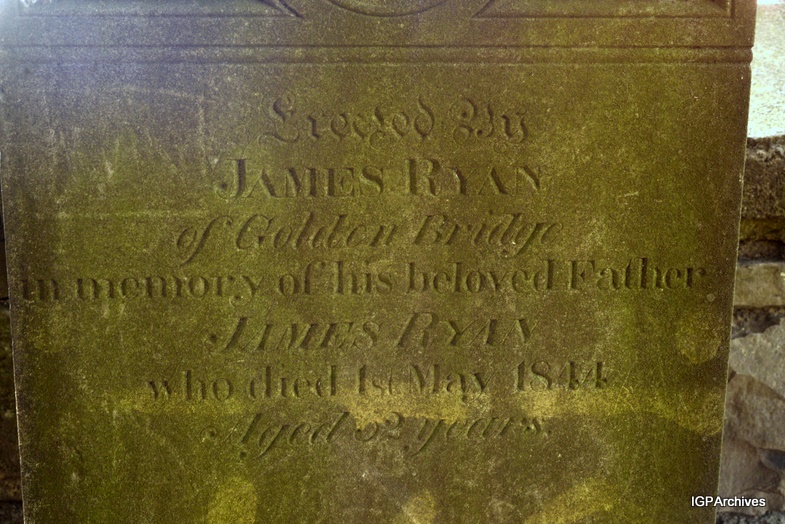 Erected By
JAMES RYAN
of Golden Bridge
in memory of his beloved Father
JAMES RYAN
who died 1st May 1844
Aged years.
IGPArchives